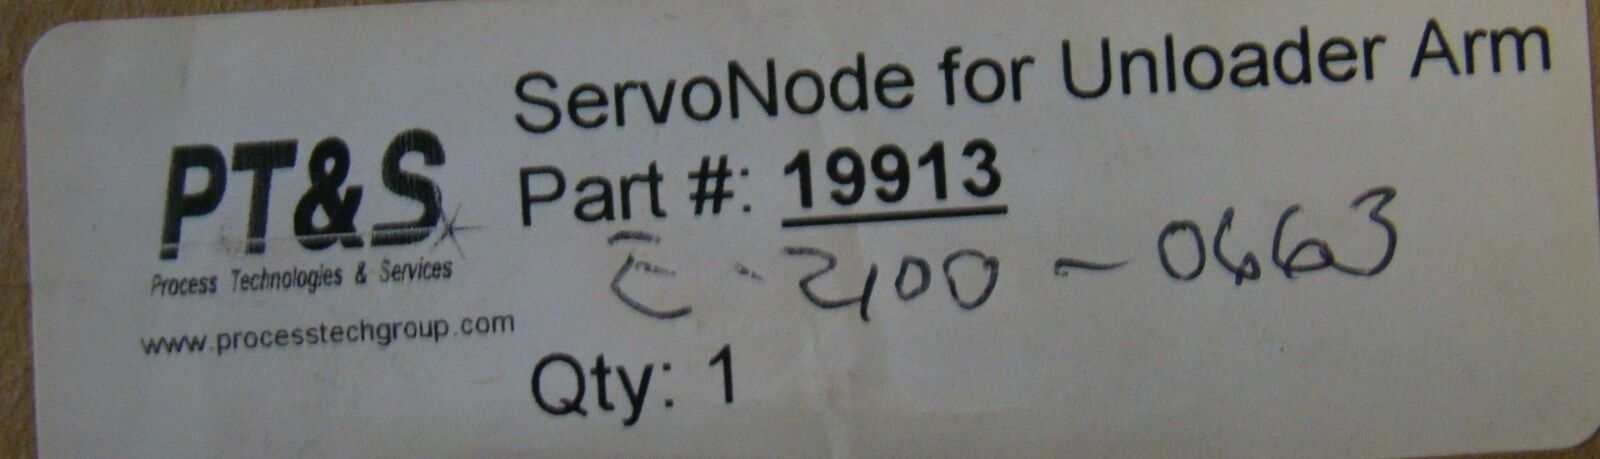 ServoNode for Unloader Arm
PT&S
Process Technologies & Services
www.processtechgroup.com
Part #: 19913
E-2100-0663
Qty: 1